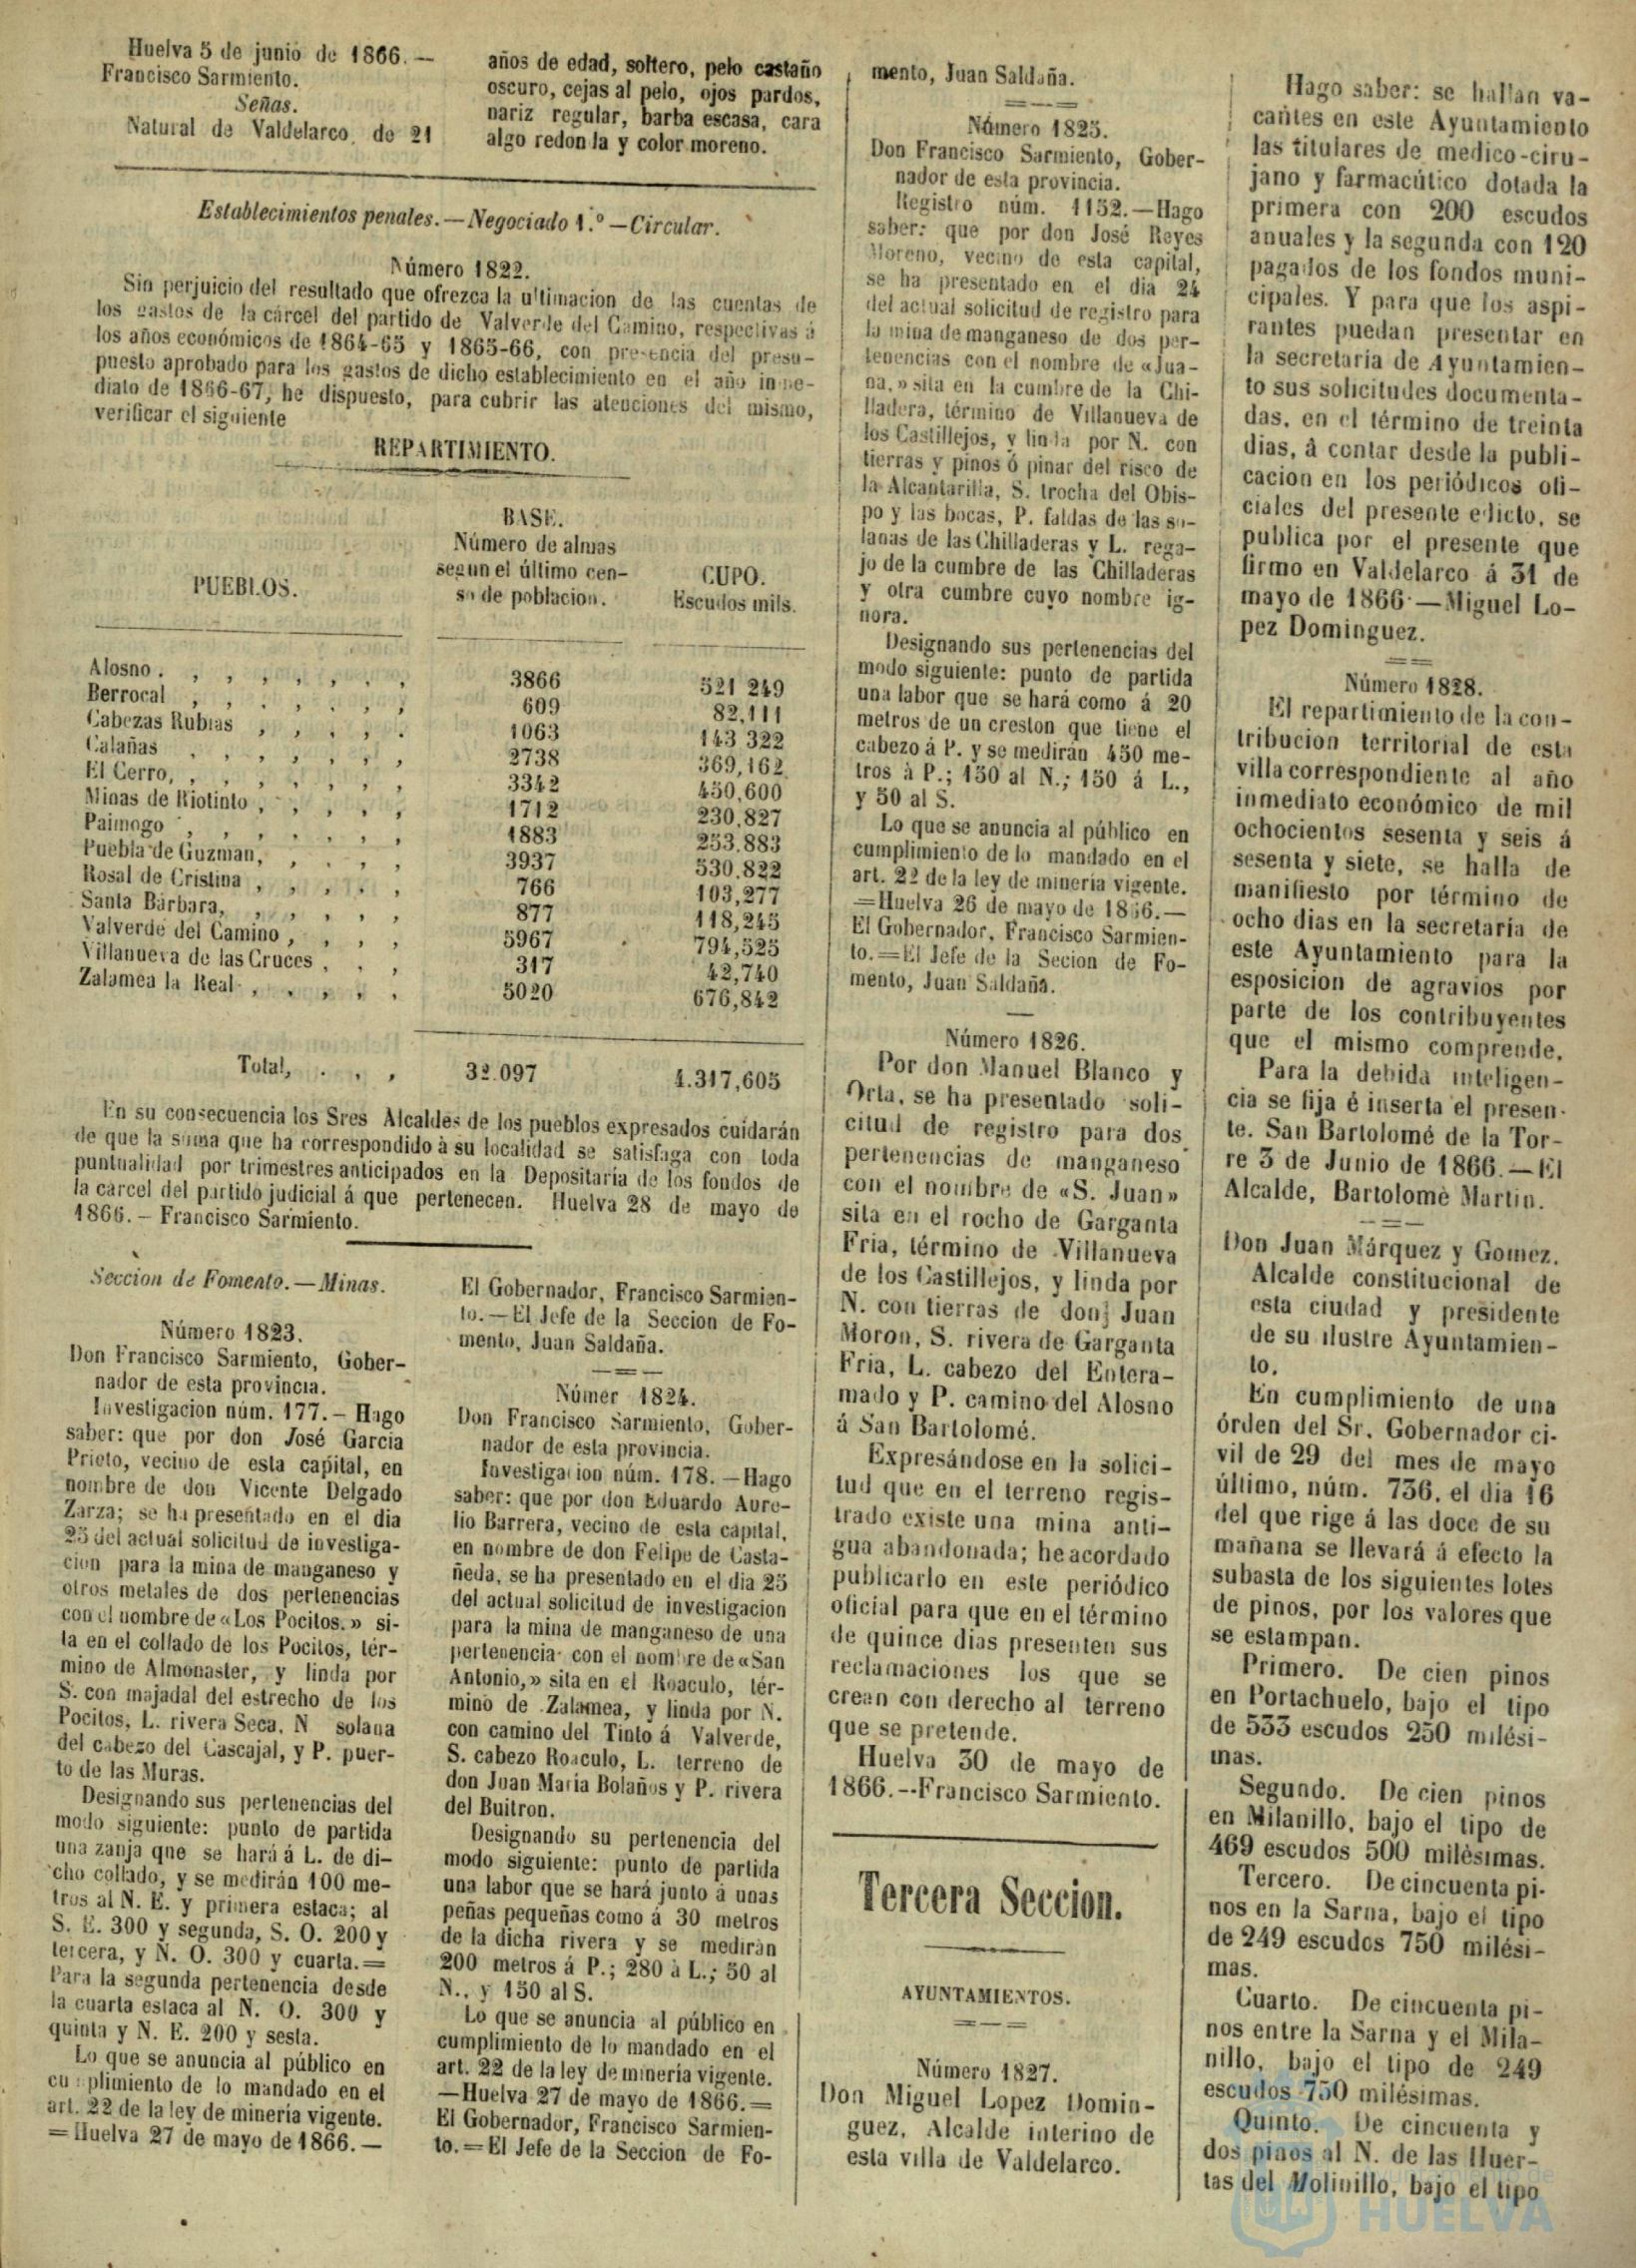 Huelva 5 de junio de 1866.—
Francisco Sarmiento.
Señas.
Natural de Valdelarco, de 21
años de edad, soltero, pelo castaño
oscuro, cejas al pelo, ojos pardos,
nariz regular, barba escasa, cara
algo redonda y color moreno.
Establecimientos penales.—Negociado 1.º—Circular.
Número 1822.
Sin perjuicio del resultado que ofrezca la ultimacion de las cuentas de
los gastos de la cárcel del partido de Valverde del Camino, respectivas á
los años económicos de 1864-65 y 1865-66, con presencia del presu-
puesto aprobado para los gastos de dicho establecimiento en el año inme-
diato de 1866-67, he dispuesto, para cubrir las atenciones del mismo,
verificar el siguiente
REPARTIMIENTO.
PUEBLOS.
BASE.
Número de almas
segun el último cen-
so de poblacion.
CUPO.
Escudos mils.
Alosno . , , , , , , , 3866 521 249
Berrocal , , , , , , , 609 82,111
Cabezas Rubias , , , , . 1063 143 322
Calañas , , , , , , , 2738 369,162
El Cerro, , , , , , , , 3342 450,600
Minas de Riotinto , , , , , 1712 230,827
Paimogo , , , , , , , 1883 253.883
Puebla de Guzman, , , , , 3937 530.822
Rosal de Cristina , , , , , 766 103,277
Santa Bárbara, , , , , , 877 118,245
Valverde del Camino , , , , 5967 794,525
Villanueva de las Cruces , , , 317 42,740
Zalamea la Real , , , , , 5020 676,842
Total, . , , 32.097 4.317,605
En su consecuencia los Sres Alcaldes de los pueblos expresados cuidarán
de que la suma que ha correspondido à su localidad se satisfaga con toda
puntualidad por trimestres anticipados en la Depositaría de los fondos de
la cárcel del partido judicial á que pertenecen. Huelva 28 de mayo de
1866.—Francisco Sarmiento.
Seccion de Fomento.—Minas.
Número 1823.
Don Francisco Sarmiento, Gober-
nador de esta provincia.
Investigacion núm. 177.—Hago
saber: que por don José Garcia
Prieto, vecino de esta capital, en
nombre de don Vicente Delgado
Zarza; se ha presentado en el dia
25 del actual solicitud de investiga-
cion para la mina de manganeso y
otros metales de dos pertenencias
con el nombre de «Los Pocitos.» si-
ta en el collado de los Pocitos, tér-
mino de Almonaster, y linda por
S. con majadal del estrecho de los
Pocitos, L. rivera Seca, N solana
del cabezo del Cascajal, y P. puer-
to de las Muras.
Designando sus pertenencias del
modo siguiente: punto de partida
una zanja que se hará á L. de di-
cho collado, y se medirán 100 me-
tros al N. E. y primera estaca; al
S. E. 300 y segunda, S. O. 200 y
tercera, y N. O. 300 y cuarta.=
Para la segunda pertenencia desde
la cuarta estaca al N. O. 300 y
quinta y N. E. 200 y sesta.
Lo que se anuncia al público en
cu plimiento de lo mandado en el
art. 22 de la ley de minería vigente.
=Huelva 27 de mayo de 1866.—
El Gobernador, Francisco Sarmien-
to.—El Jefe de la Seccion de Fo-
mento, Juan Saldaña.
Númer 1824.
Don Francisco Sarmiento, Gober-
nador de esta provincia.
Investigacion núm. 178.—Hago
saber: que por don Eduardo Aure-
lio Barrera, vecino de esta capital,
en nombre de don Felipe de Casta-
ñeda, se ha presentado en el dia 25
del actual solicitud de investigacion
para la mina de manganeso de una
pertenencia con el nombre de «San
Antonio,» sita en el Roaculo, tér-
mino de Zalamea, y linda por N.
con camino del Tinto á Valverde,
S. cabezo Roaculo, L. terreno de
don Juan María Bolaños y P. rivera
del Buitron.
Designando su pertenencia del
modo siguiente: punto de partida
una labor que se hará junto á unas
peñas pequeñas como á 30 metros
de la dicha rivera y se medirán
200 metros á P.; 280 à L.; 50 al
N., y 150 al S.
Lo que se anuncia al público en
cumplimiento de lo mandado en el
art. 22 de la ley de minería vigente.
—Huelva 27 de mayo de 1866.=
El Gobernador, Francisco Sarmien-
to.=El Jefe de la Seccion de Fo-
mento, Juan Saldaña.
Número 1825.
Don Francisco Sarmiento, Gober-
nador de esta provincia.
Registro núm. 1152.—Hago
saber: que por don José Reyes
Moreno, vecino de esta capital,
se ha presentado en el dia 24
del actual solicitud de registro para
la mina de manganeso de dos per-
tenencias con el nombre de «Jua-
na,» sita en la cumbre de la Chi-
lladera, término de Villanueva de
los Castillejos, y linda por N. con
tierras y pinos ó pinar del risco de
la Alcantarilla, S. trocha del Obis-
po y las bocas, P. faldas de las so-
lanas de las Chilladeras y L. rega-
jo de la cumbre de las Chilladeras
y otra cumbre cuyo nombre ig-
nora.
Designando sus pertenencias del
modo siguiente: punto de partida
una labor que se hará como á 20
metros de un creston que tiene el
cabezo á P. y se medirán 450 me-
tros à P.; 150 al N.; 150 á L.,
y 50 al S.
Lo que se anuncia al público en
cumplimiento de lo mandado en el
art. 22 de la ley de minería vigente.
=Huelva 26 de mayo de 1866.—
El Gobernador, Francisco Sarmien-
to.=El Jefe de la Secion de Fo-
mento, Juan Saldaña.
Número 1826.
Por don Manuel Blanco y
Orta, se ha presentado soli-
citud de registro para dos
pertenencias de manganeso
con el nombre de «S. Juan»
sita en el rocho de Garganta
Fria, término de Villanueva
de los Castillejos, y linda por
N. con tierras de don Juan
Moron, S. rivera de Garganta
Fria, L. cabezo del Entera-
mado y P. camino del Alosno
á San Bartolomé.
Expresándose en la solici-
tud que en el terreno regis-
trado existe una mina anti-
gua abandonada; he acordado
publicarlo en este periódico
oficial para que en el término
de quince dias presenten sus
reclamaciones los que se
crean con derecho al terreno
que se pretende.
Huelva 30 de mayo de
1866.--Francisco Sarmiento.
Tercera Seccion.
AYUNTAMIENTOS.
Número 1827.
Don Miguel Lopez Domin-
guez, Alcalde interino de
esta villa de Valdelarco.
Hago saber: se hallan va-
cantes en este Ayuntamiento
las titulares de medico-ciru-
jano y farmacútico dotada la
primera con 200 escudos
anuales y la segunda con 120
pagados de los fondos muni-
cipales. Y para que los aspi-
rantes puedan presentar en
la secretaria de Ayuntamien-
to sus solicitudes documenta-
das, en el término de treinta
dias, à contar desde la publi-
cacion en los periódicos ofi-
ciales del presente edicto, se
publica por el presente que
firmo en Valdelarco á 31 de
mayo de 1866—Miguel Lo-
pez Dominguez.
Número 1828.
El repartimiento de la con-
tribucion territorial de esta
villa correspondiente al año
inmediato económico de mil
ochocientos sesenta y seis á
sesenta y siete, se halla de
manifiesto por término de
ocho dias en la secretaría de
este Ayuntamiento para la
esposicion de agravios por
parte de los contribuyentes
que el mismo comprende.
Para la debida inteligen-
cia se fija é inserta el presen-
te. San Bartolomé de la Tor-
re 3 de Junio de 1866.—El
Alcalde, Bartolomè Martin.
Don Juan Márquez y Gomez,
Alcalde constitucional de
esta ciudad y presidente
de su ilustre Ayuntamien-
to.
En cumplimiento de una
órden del Sr. Gobernador ci-
vil de 29 del mes de mayo
último, núm. 736, el dia 16
del que rige á las doce de su
mañana se llevará á efecto la
subasta de los siguientes lotes
de pinos, por los valores que
se estampan.
Primero. De cien pinos
en Portachuelo, bajo el tipo
de 533 escudos 250 milési-
mas.
Segundo. De cien pinos
en Milanillo, bajo el tipo de
469 escudos 500 milèsimas.
Tercero. De cincuenta pi-
nos en la Sarna, bajo el tipo
de 249 escudos 750 milési-
mas.
Cuarto. De cincuenta pi-
nos entre la Sarna y el Mila-
nillo, bajo el tipo de 249
escudos 750 milésimas.
Quinto. De cincuenta y
dos pinos al N. de las Huer-
tas del Molinillo, bajo el tipo
HUELVA